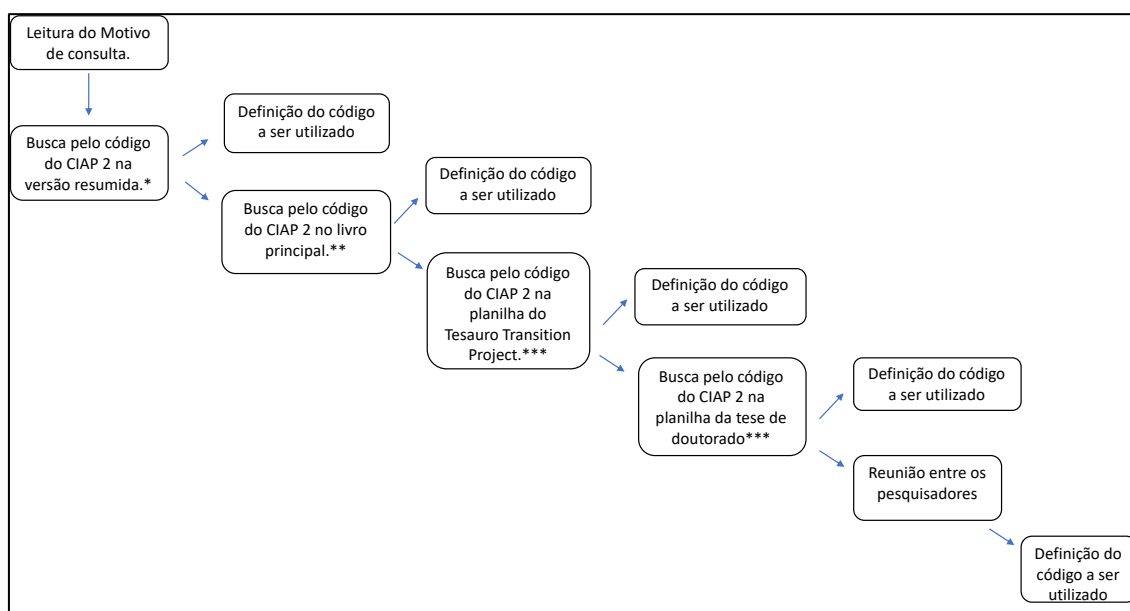 Leitura do Motivo
de consulta.
Busca pelo código
do CIAP 2 na
versão resumida.*
Definição do código
a ser utilizado
Busca pelo código
do CIAP 2 no livro
principal.**
Definição do código
a ser utilizado
Busca pelo código
do CIAP 2 na
planilha do
Tesauro Transition
Project.***
Definição do código
a ser utilizado
Busca pelo código
do CIAP 2 na
planilha da tese de
doutorado***
Definição do código
a ser utilizado
Reunião entre os
pesquisadores
Definição do
código a ser
utilizado